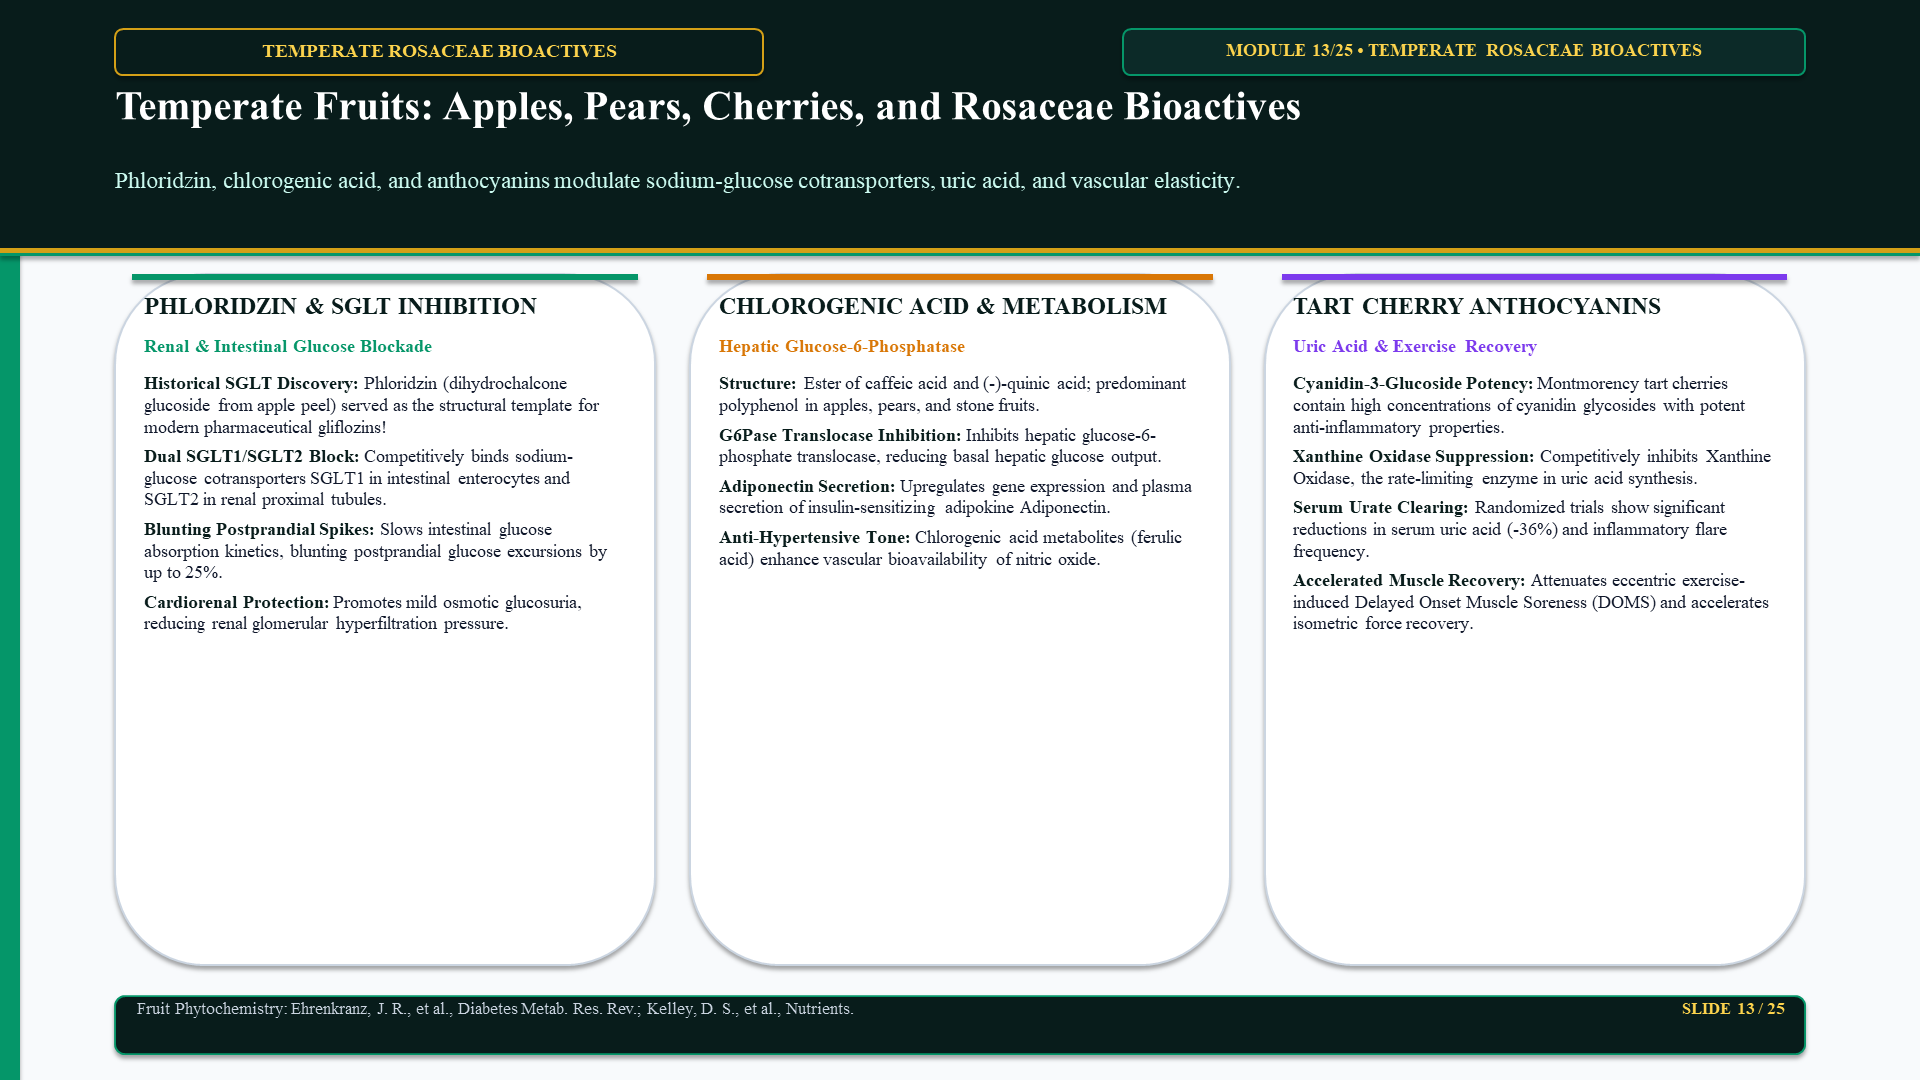 TEMPERATE ROSACEAE BIOACTIVES
MODULE 13/25 • TEMPERATE ROSACEAE BIOACTIVES
Temperate Fruits: Apples, Pears, Cherries, and Rosaceae Bioactives
Phloridzin, chlorogenic acid, and anthocyanins modulate sodium-glucose cotransporters, uric acid, and vascular elasticity.
PHLORIDZIN & SGLT INHIBITION
Renal & Intestinal Glucose Blockade
Historical SGLT Discovery: Phloridzin (dihydrochalcone
glucoside from apple peel) served as the structural template for
modern pharmaceutical gliflozins!
Dual SGLT1/SGLT2 Block: Competitively binds sodium-
glucose cotransporters SGLT1 in intestinal enterocytes and
SGLT2 in renal proximal tubules.
Blunting Postprandial Spikes: Slows intestinal glucose
absorption kinetics, blunting postprandial glucose excursions by
up to 25%.
Cardiorenal Protection: Promotes mild osmotic glucosuria,
reducing renal glomerular hyperfiltration pressure.
CHLOROGENIC ACID & METABOLISM
Hepatic Glucose-6-Phosphatase
Structure: Ester of caffeic acid and (-)-quinic acid; predominant
polyphenol in apples, pears, and stone fruits.
G6Pase Translocase Inhibition: Inhibits hepatic glucose-6-
phosphate translocase, reducing basal hepatic glucose output.
Adiponectin Secretion: Upregulates gene expression and plasma
secretion of insulin-sensitizing adipokine Adiponectin.
Anti-Hypertensive Tone: Chlorogenic acid metabolites (ferulic
acid) enhance vascular bioavailability of nitric oxide.
TART CHERRY ANTHOCYANINS
Uric Acid & Exercise Recovery
Cyanidin-3-Glucoside Potency: Montmorency tart cherries
contain high concentrations of cyanidin glycosides with potent
anti-inflammatory properties.
Xanthine Oxidase Suppression: Competitively inhibits Xanthine
Oxidase, the rate-limiting enzyme in uric acid synthesis.
Serum Urate Clearing: Randomized trials show significant
reductions in serum uric acid (-36%) and inflammatory flare
frequency.
Accelerated Muscle Recovery: Attenuates eccentric exercise-
induced Delayed Onset Muscle Soreness (DOMS) and accelerates
isometric force recovery.
Fruit Phytochemistry: Ehrenkranz, J. R., et al., Diabetes Metab. Res. Rev.; Kelley, D. S., et al., Nutrients.
SLIDE 13 / 25